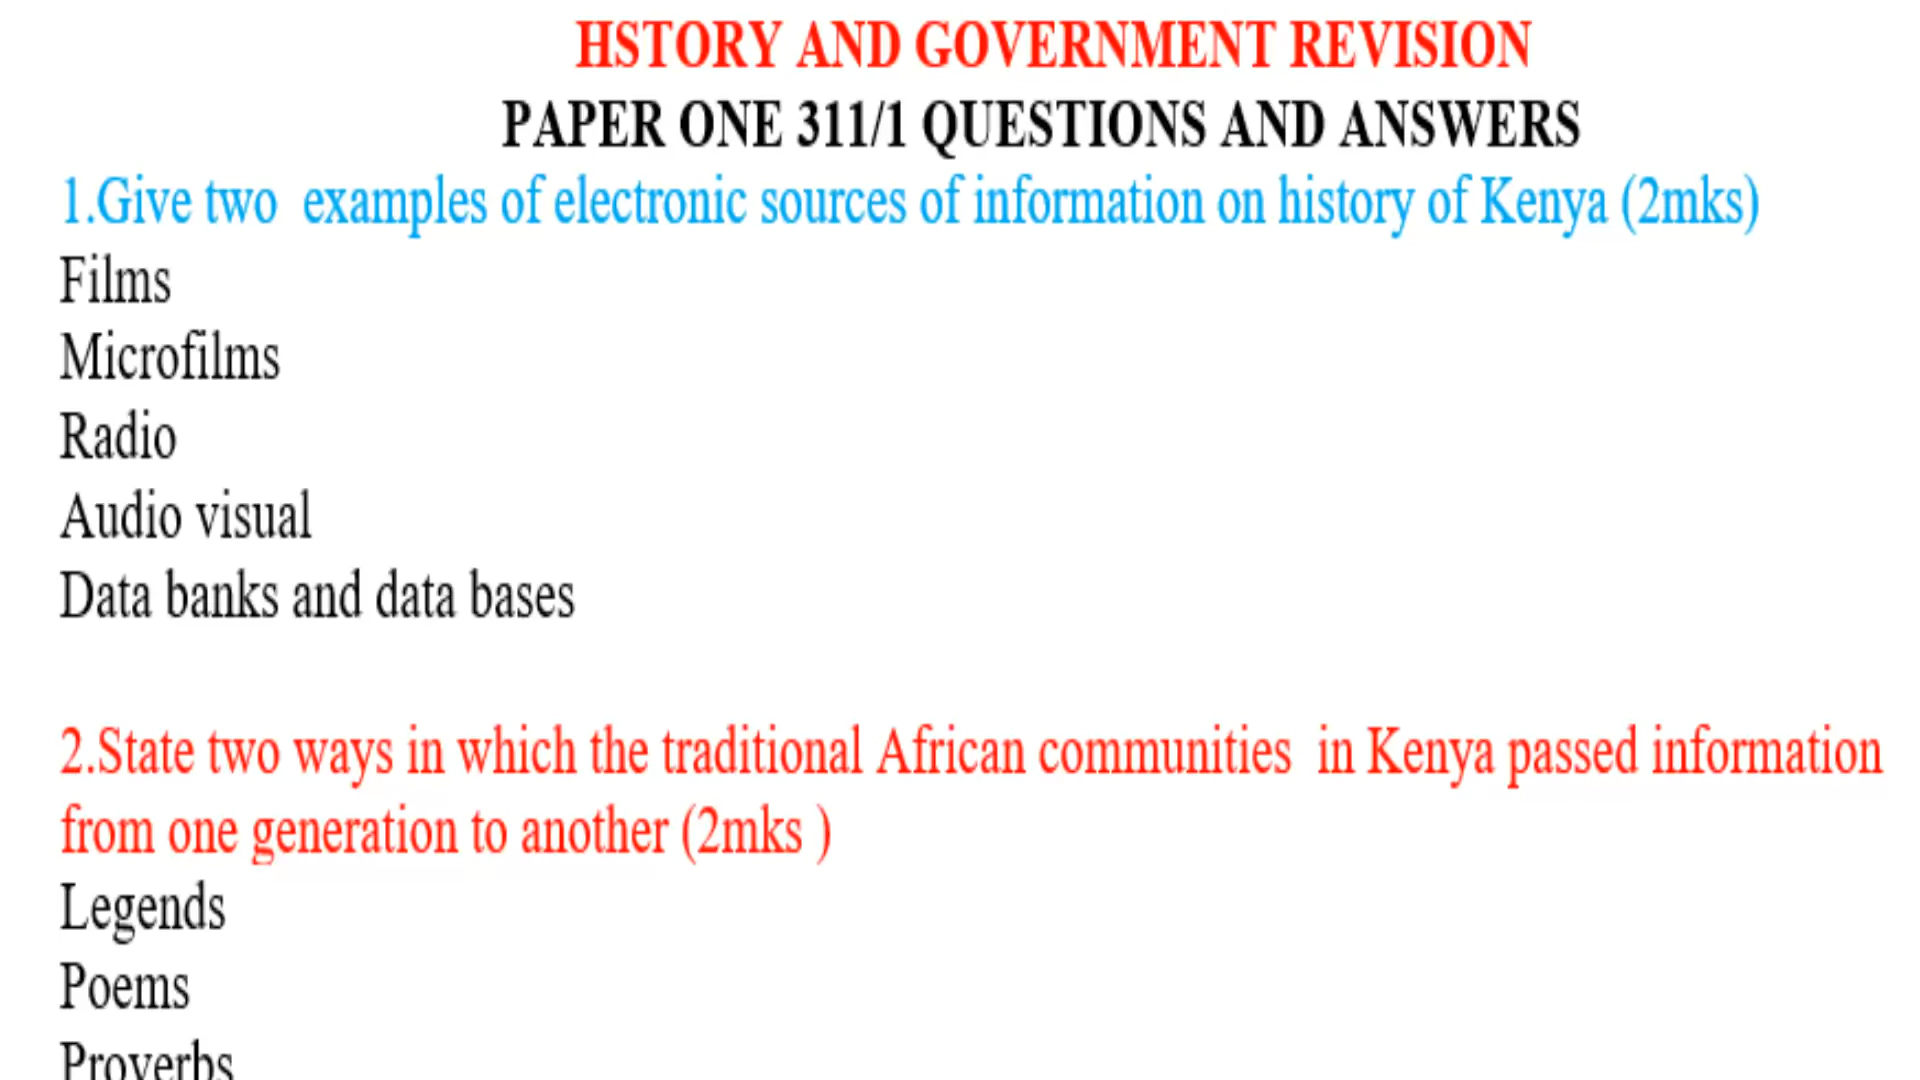 HSTORY AND GOVERNMENT REVISION
PAPER ONE 311/1 QUESTIONS AND ANSWERS
1.Give two  examples of electronic sources of information on history of Kenya (2mks)
Films
Microfilms
Radio
Audio visual
Data banks and data bases
2.State two ways in which the traditional African communities  in Kenya passed information
from one generation to another (2mks )
Legends
Poems
Proverbs